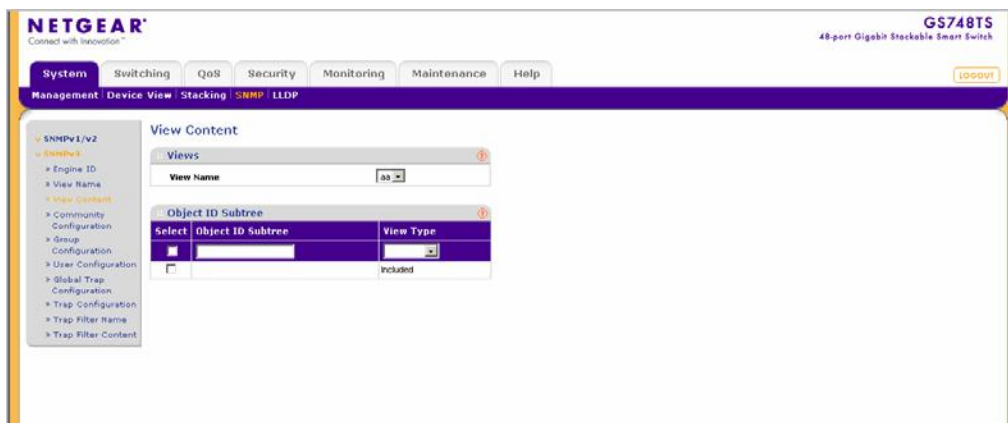 NETGEAR
Connect with Innovation™
GS748TS
48-port Gigabit Stackable Smart Switch
System Switching QoS Security Monitoring Maintenance Help
LOGOUT
Management Device View Stacking SNMP LLDP
SNMPv1/v2
SNMPv3
Engine ID
View Name
View Content
Community
Configuration
Group
Configuration
User Configuration
Global Trap
Configuration
Trap Configuration
Trap Filter Name
Trap Filter Content
View Content
Views
View Name aa
Object ID Subtree
Select Object ID Subtree View Type
Included